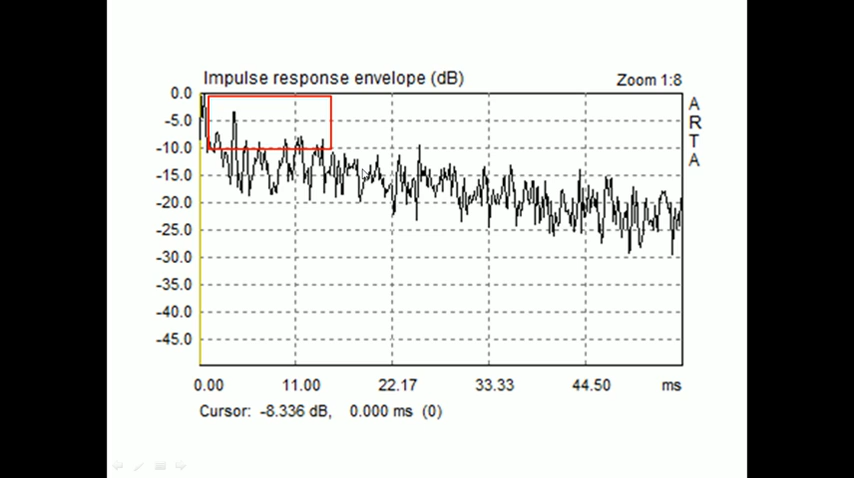 Impulse response envelope (dB)
Zoom 1:8
0.0
-5.0
-10.0
-15.0
-20.0
-25.0
-30.0
-35.0
-40.0
-45.0
A
R
T
A
0.00 11.00 22.17 33.33 44.50 ms
Cursor: -8.336 dB, 0.000 ms (0)